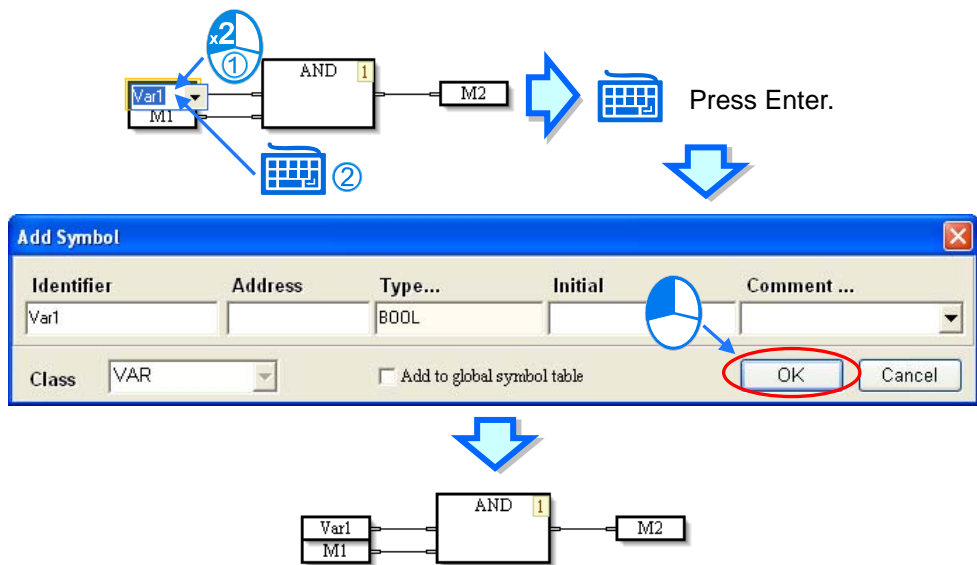 x2
①
AND 1
Var1
M2
M1
Press Enter.
②
Add Symbol
Identifier Address Type... Initial Comment ...
Var1 BOOL
Class VAR Add to global symbol table OK Cancel
AND 1
Var1 M2
M1